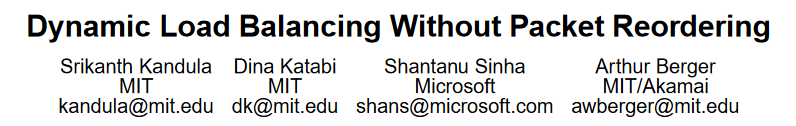 Dynamic Load Balancing Without Packet Reordering
Srikanth Kandula Dina Katabi Shantanu Sinha Arthur Berger
MIT MIT Microsoft MIT/Akamai
kandula@mit.edu dk@mit.edu shans@microsoft.com awberger@mit.edu